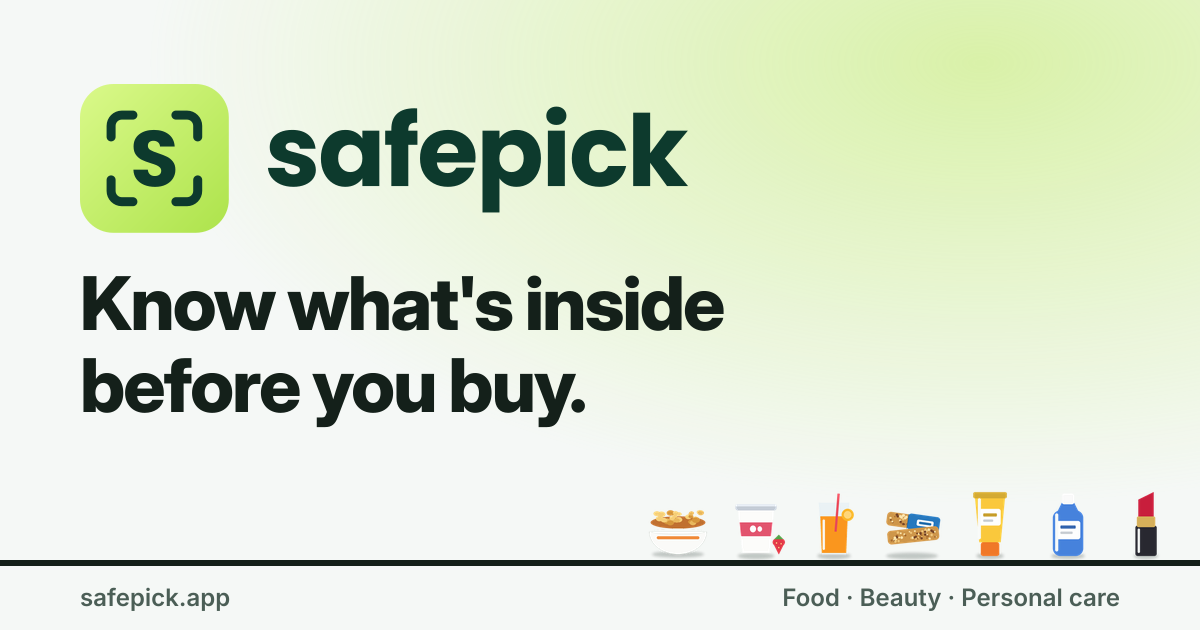 S
safepick
Know what's inside
before you buy.
safepick.app
Food · Beauty · Personal care